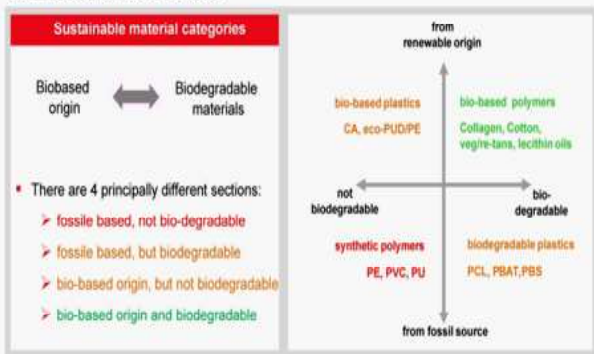 Sustainable material categories
Biobased
origin
Biodegradable
materials
There are 4 principally different sections:
fossile based, not bio-degradable
fossile based, but biodegradable
bio-based origin, but not biodegradable
bio-based origin and biodegradable
from
renewable origin
bio-based plastics
CA, eco-PUD/PE
bio-based polymers
Collagen, Cotton,
veg/re-tans, lecithin oils
not
biodegradable
bio-
degradable
synthetic polymers
PE, PVC, PU
biodegradable plastics
PCL, PBAT,PBS
from fossil source